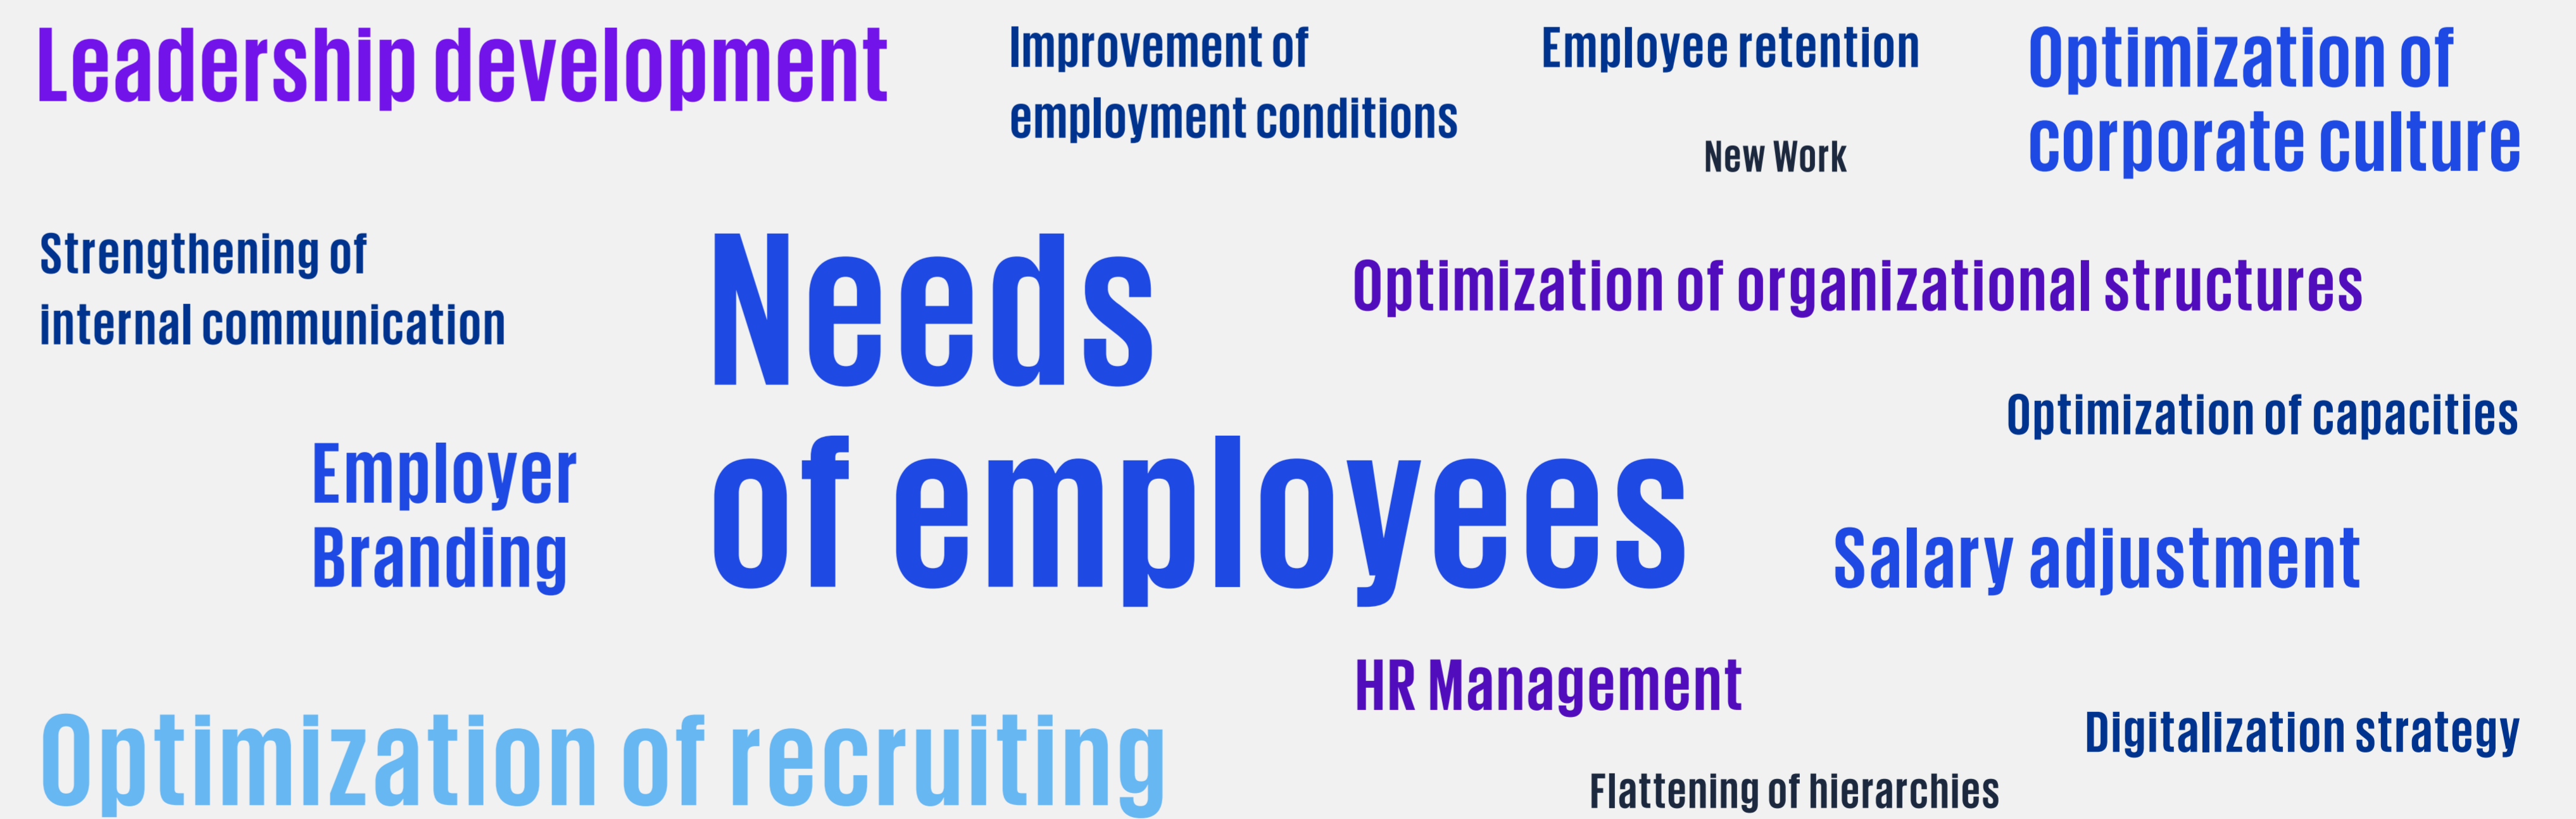 Leadership development
Improvement of
employment conditions
Employee retention
New Work
Optimization of
corporate culture
Strengthening of
internal communication
Needs
of employees
Optimization of organizational structures
Optimization of capacities
Employer
Branding
Salary adjustment
HR Management
Optimization of recruiting
Digitalization strategy
Flattening of hierarchies